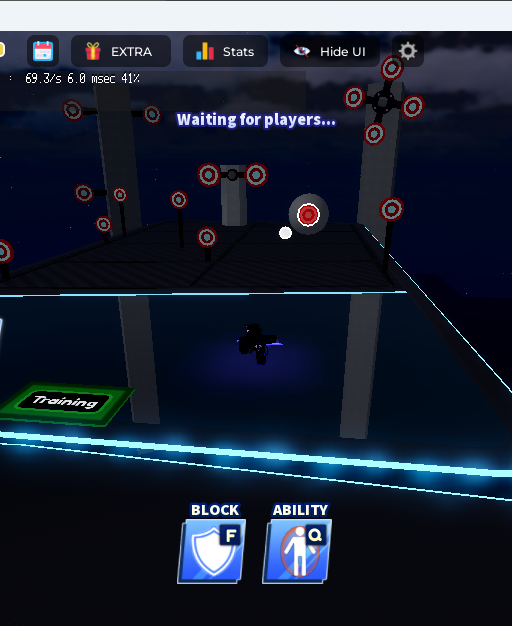 EXTRA
Stats
Hide UI
: 69.3/s 6.0 msec 41%
Waiting for players...
Training
BLOCK
ABILITY
F
Q